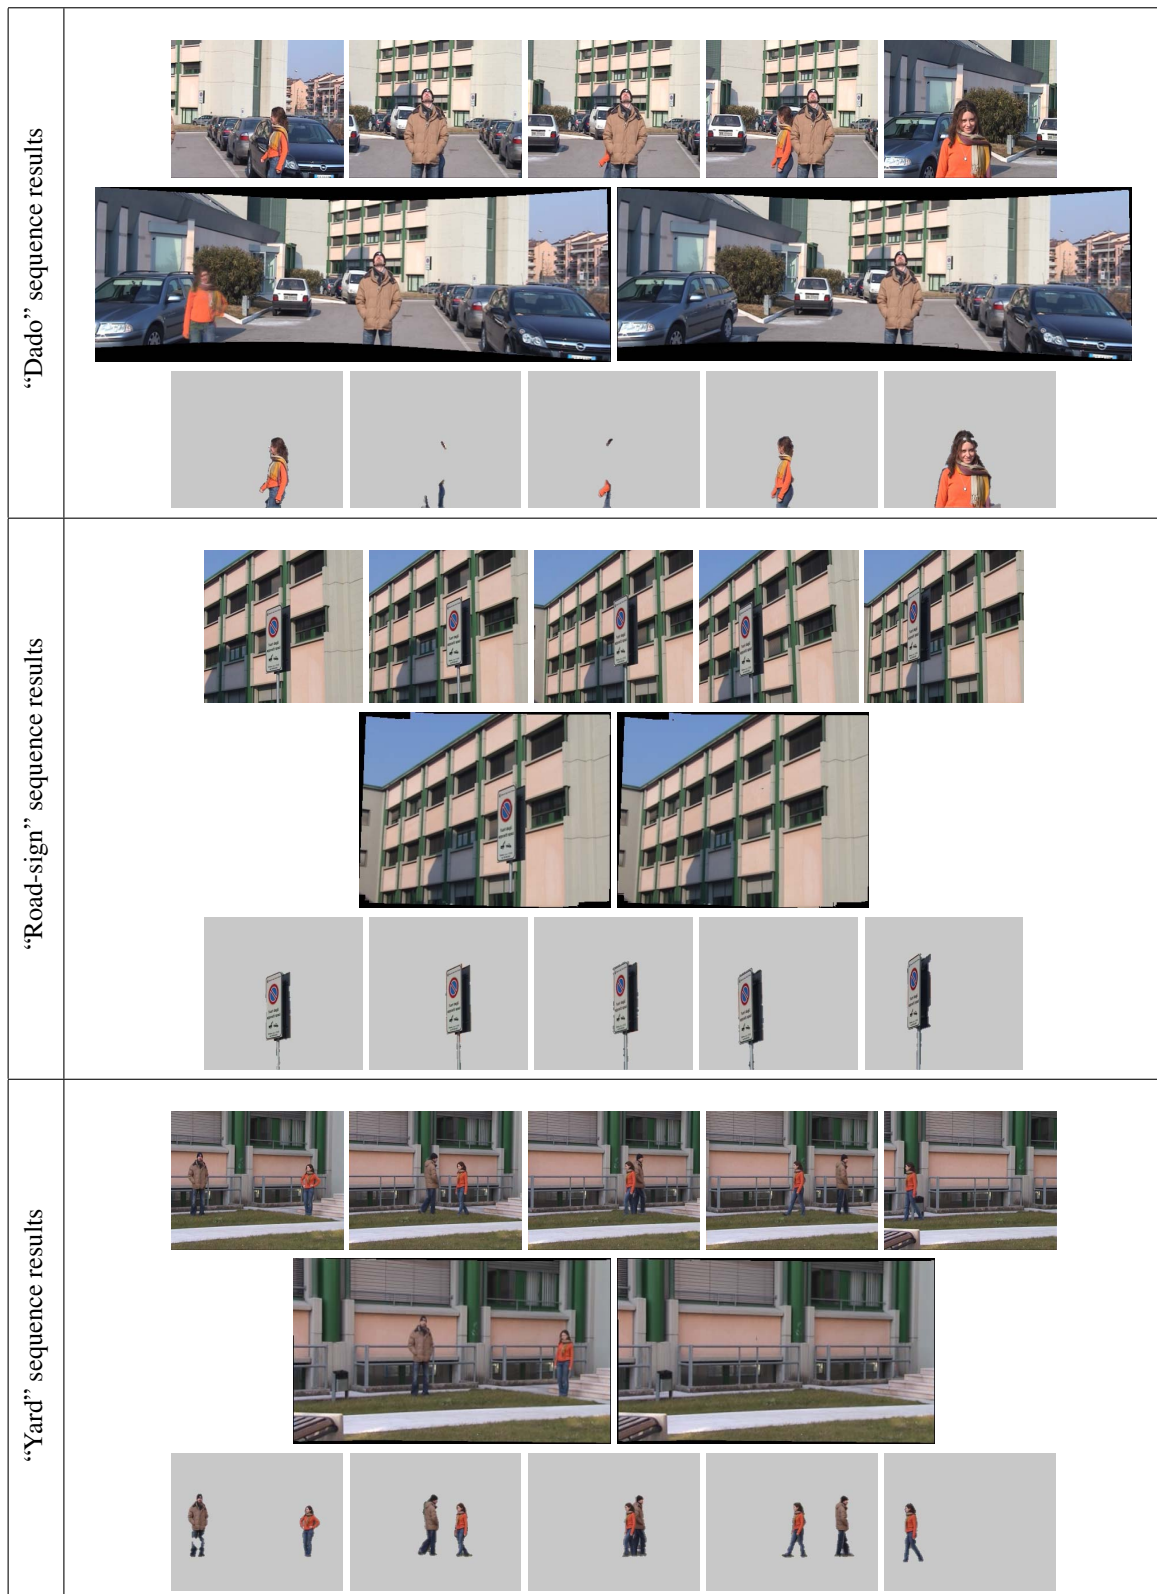 “Dado” sequence results
“Road-sign” sequence results
“Yard” sequence results